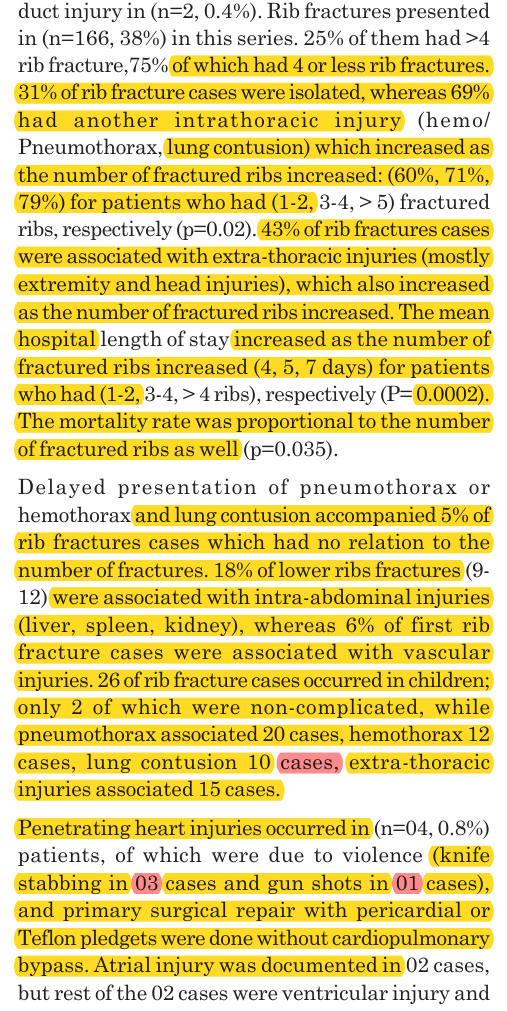 duct injury in (n=2, 0.4%). Rib fractures presented
in (n=166, 38%) in this series. 25% of them had >4
rib fracture,75% of which had 4 or less rib fractures.
31% of rib fracture cases were isolated, whereas 69%
had another intrathoracic injury (hemo/
Pneumothorax, lung contusion) which increased as
the number of fractured ribs increased: (60%, 71%,
79%) for patients who had (1-2, 3-4, > 5) fractured
ribs, respectively (p=0.02). 43% of rib fractures cases
were associated with extra-thoracic injuries (mostly
extremity and head injuries), which also increased
as the number of fractured ribs increased. The mean
hospital length of stay increased as the number of
fractured ribs increased (4, 5, 7 days) for patients
who had (1-2, 3-4, > 4 ribs), respectively (P= 0.0002).
The mortality rate was proportional to the number
of fractured ribs as well (p=0.035).
Delayed presentation of pneumothorax or
hemothorax and lung contusion accompanied 5% of
rib fractures cases which had no relation to the
number of fractures. 18% of lower ribs fractures (9-
12) were associated with intra-abdominal injuries
(liver, spleen, kidney), whereas 6% of first rib
fracture cases were associated with vascular
injuries. 26 of rib fracture cases occurred in children;
only 2 of which were non-complicated, while
pneumothorax associated 20 cases, hemothorax 12
cases, lung contusion 10 cases, extra-thoracic
injuries associated 15 cases.
Penetrating heart injuries occurred in (n=04, 0.8%)
patients, of which were due to violence (knife
stabbing in 03 cases and gun shots in 01 cases),
and primary surgical repair with pericardial or
Teflon pledgets were done without cardiopulmonary
bypass. Atrial injury was documented in 02 cases,
but rest of the 02 cases were ventricular injury and